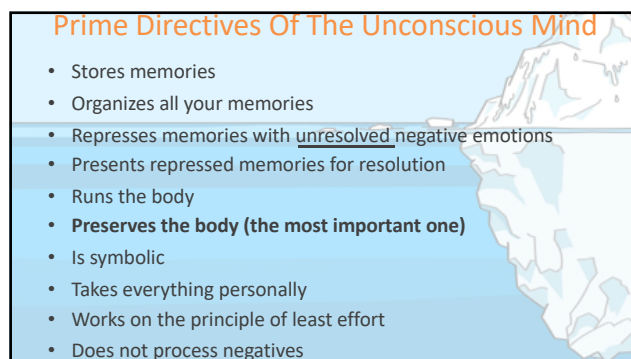 Prime Directives Of The Unconscious Mind
• Stores memories
• Organizes all your memories
• Represses memories with unresolved negative emotions
• Presents repressed memories for resolution
• Runs the body
• Preserves the body (the most important one)
• Is symbolic
• Takes everything personally
• Works on the principle of least effort
• Does not process negatives